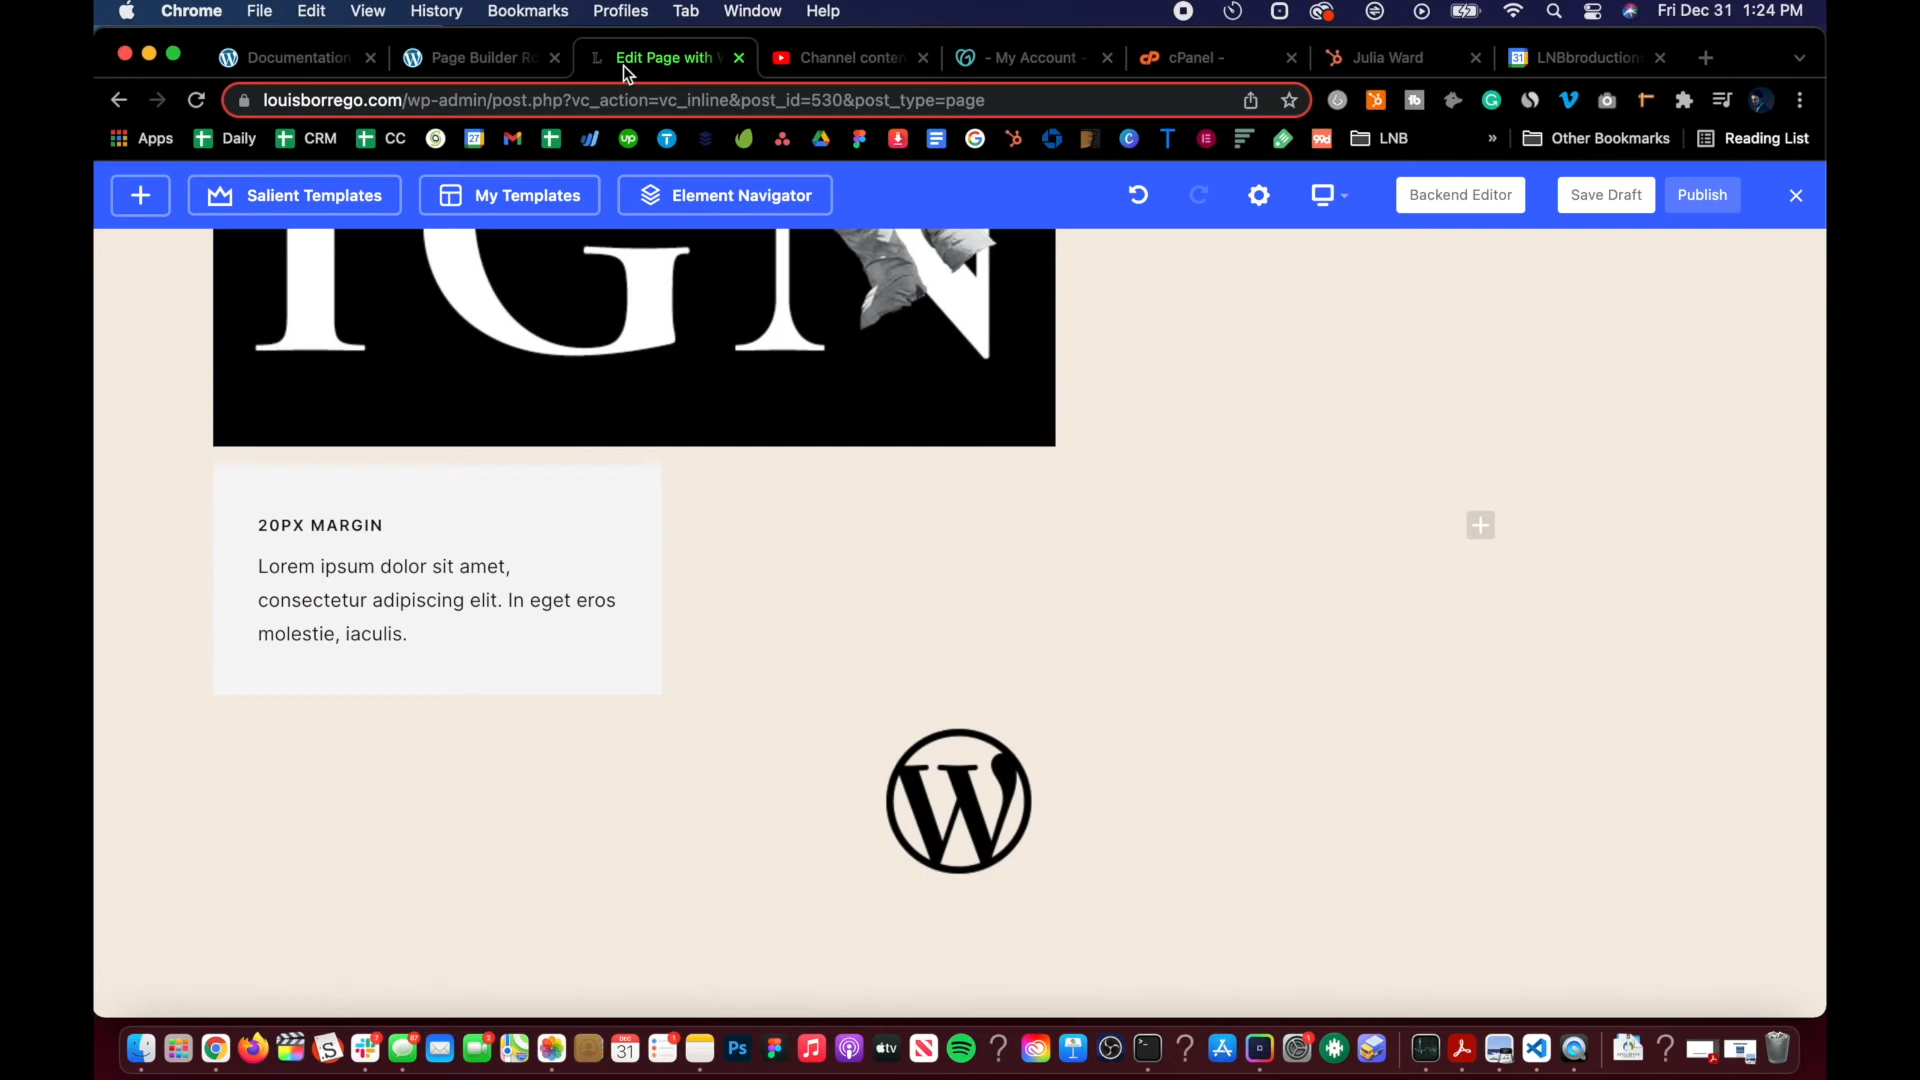 Chrome File Edit View History Bookmarks Profiles Tab Window Help Fri Dec 31 1:24 PM
Documentation Page Builder Ro Edit Page with Channel conten - My Account - cPanel - Julia Ward LNBbroduction
louisborrego.com/wp-admin/post.php?vc_action=vc_inline&post_id=530&post_type=page
Apps Daily CRM CC LNB » Other Bookmarks Reading List
Salient Templates My Templates Element Navigator Backend Editor Save Draft Publish
IGN
20PX MARGIN
Lorem ipsum dolor sit amet,
consectetur adipiscing elit. In eget eros
molestie, iaculis.